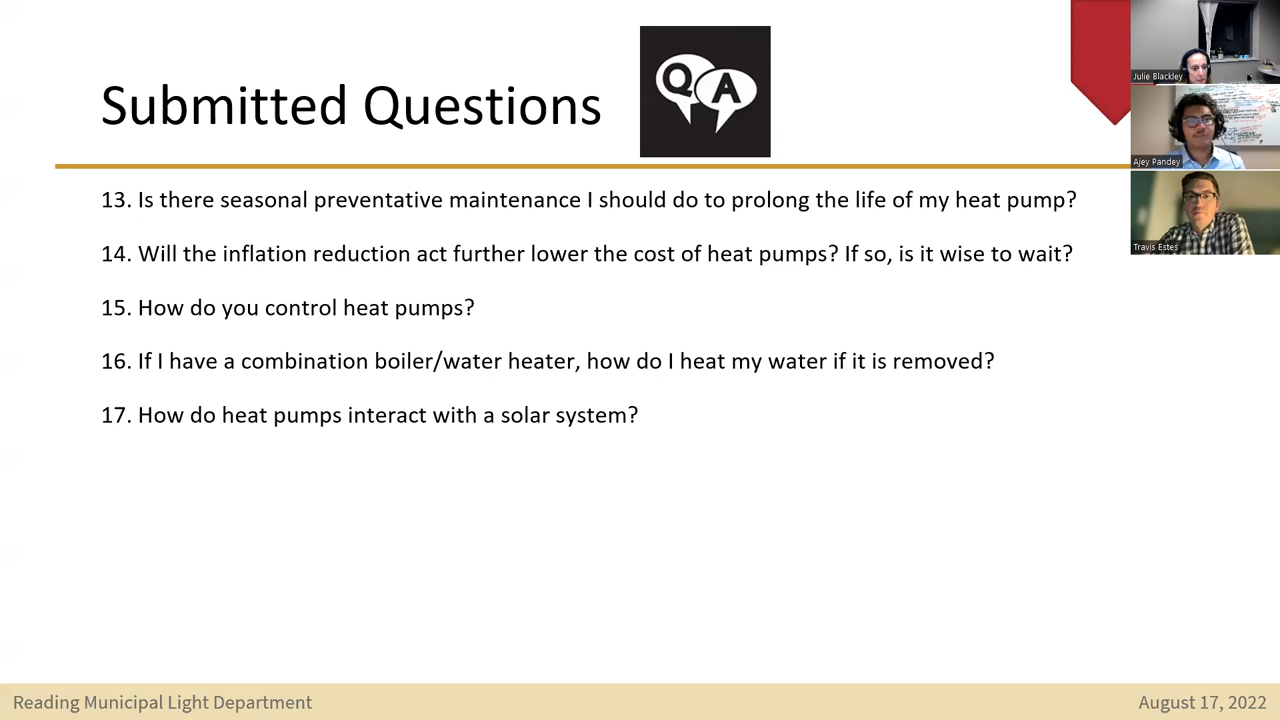 Submitted Questions
Q A
13. Is there seasonal preventative maintenance I should do to prolong the life of my heat pump?
14. Will the inflation reduction act further lower the cost of heat pumps? If so, is it wise to wait?
15. How do you control heat pumps?
16. If I have a combination boiler/water heater, how do I heat my water if it is removed?
17. How do heat pumps interact with a solar system?
Julie Blackley
Ajey Pandey
Travis Estes
Reading Municipal Light Department
August 17, 2022